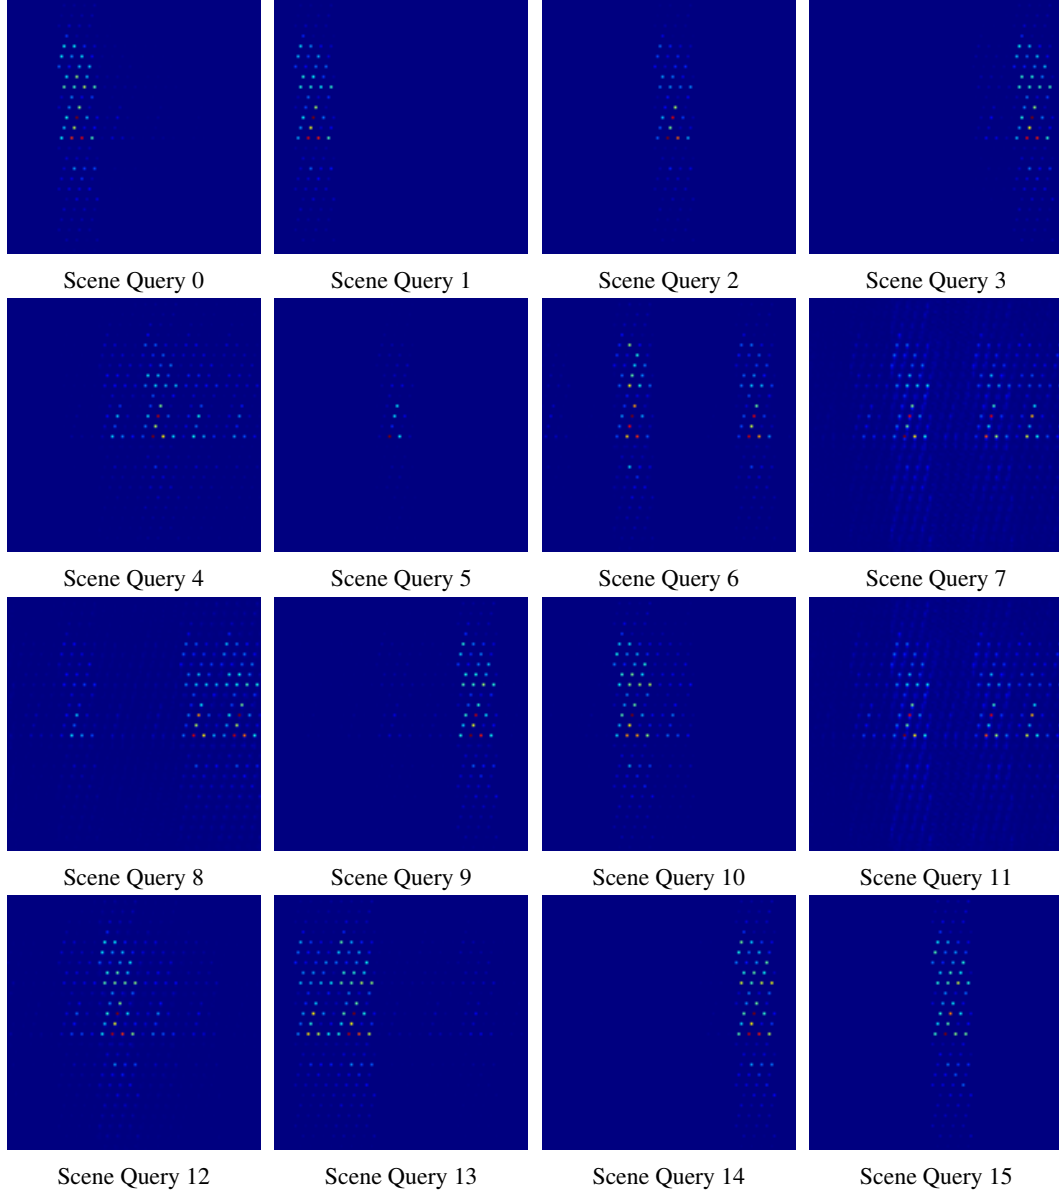 Scene Query 0
Scene Query 1
Scene Query 2
Scene Query 3
Scene Query 4
Scene Query 5
Scene Query 6
Scene Query 7
Scene Query 8
Scene Query 9
Scene Query 10
Scene Query 11
Scene Query 12
Scene Query 13
Scene Query 14
Scene Query 15